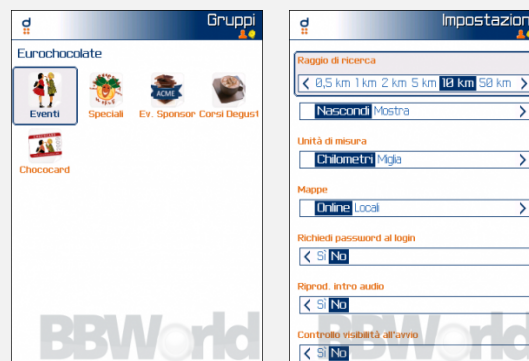 Gruppi
Eurochocolate
ACME
Eventi Speciali Ev. Sponsor Corsi Degust
Chococard
BBWorld
Impostazion
Raggio di ricerca
0,5 km 1 km 2 km 5 km 10 km 50 km
Nascondi Mostra
Unità di misura
Chilometri Miglia
Mappe
Online Locali
Richiedi password al login
Sì No
Riprod. intro audio
Sì No
Controllo visibilità all'avvio
Sì No
BBWorld